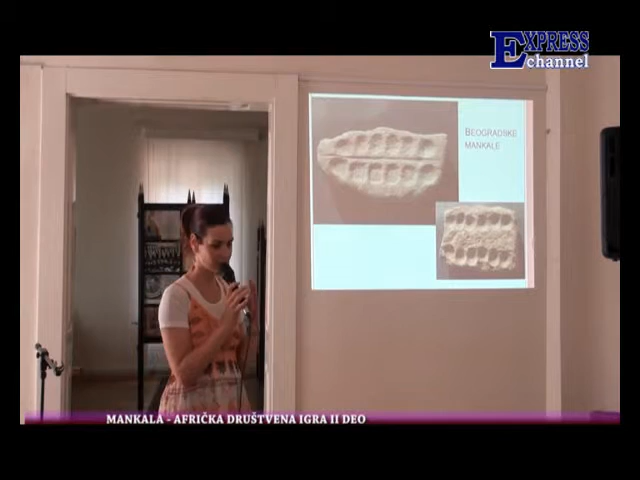 EXPRESS
channel
BEOGRADSKE
MANKALE
MANKALA - AFRIČKA DRUŠTVENA IGRA II DEO